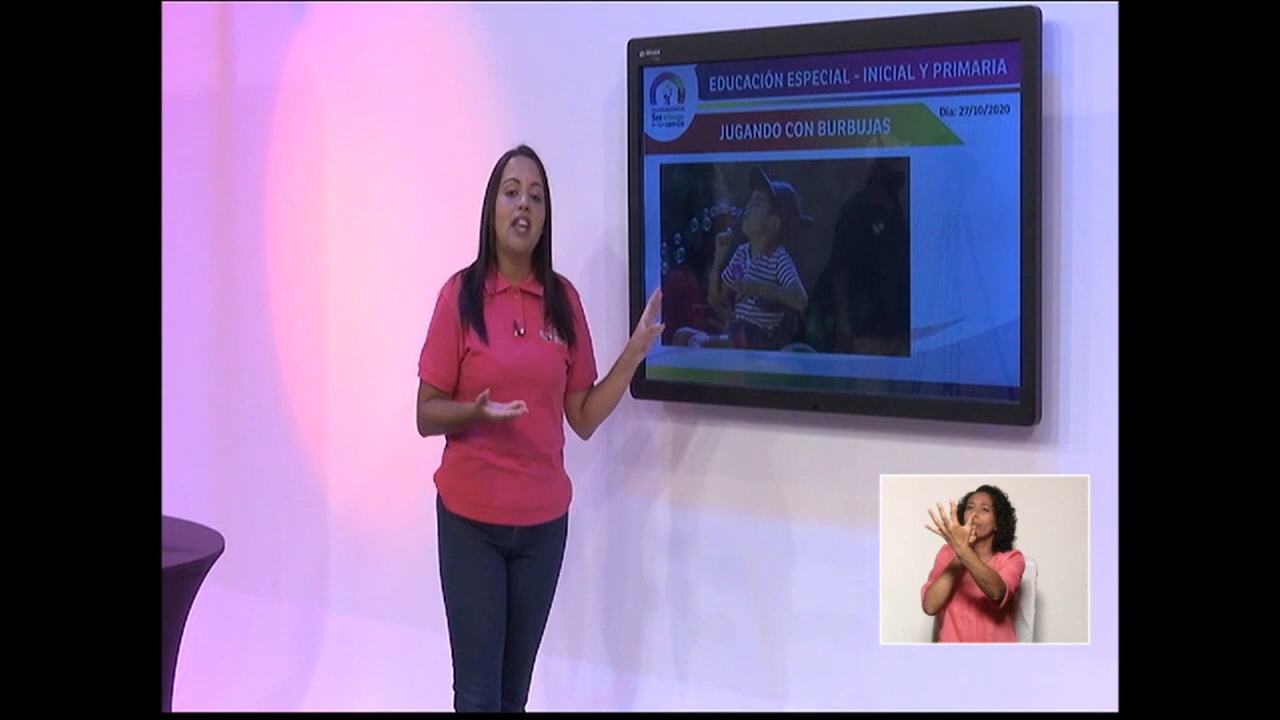 EDUCACIÓN ESPECIAL - INICIAL Y PRIMARIA
Día: 27/10/2020
JUGANDO CON BURBUJAS